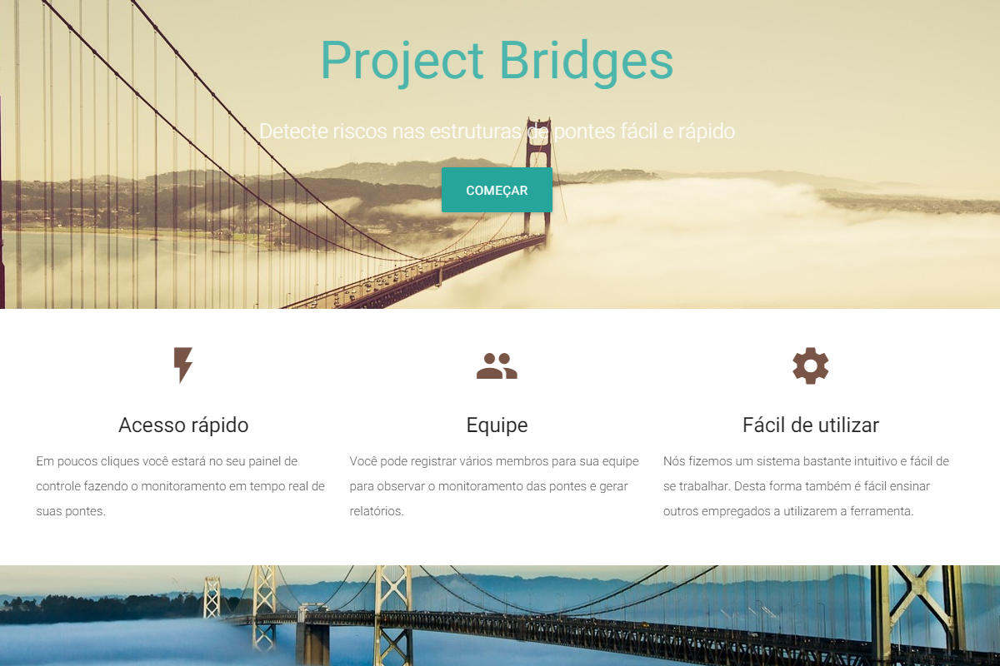 Project Bridges
Detecte riscos nas estruturas de pontes fácil e rápido
COMEÇAR
Acesso rápido
Em poucos cliques você estará no seu painel de
controle fazendo o monitoramento em tempo real de
suas pontes.
Equipe
Você pode registrar vários membros para sua equipe
para observar o monitoramento das pontes e gerar
relatórios.
Fácil de utilizar
Nós fizemos um sistema bastante intuitivo e fácil de
se trabalhar. Desta forma também é fácil ensinar
outros empregados a utilizarem a ferramenta.